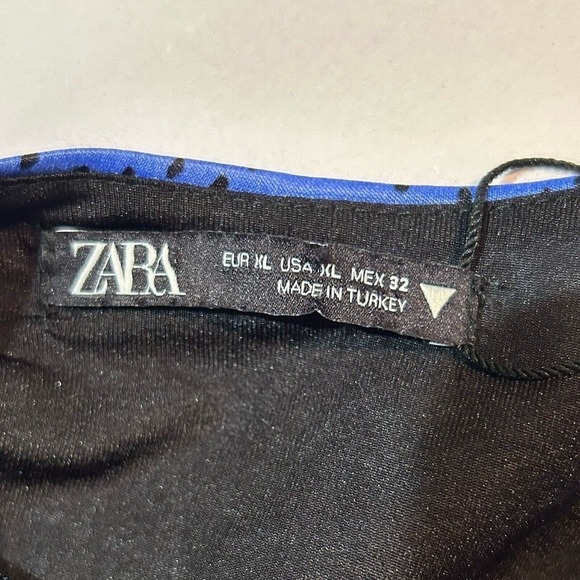 ZARA
EUR XL USA XL MEX 32
MADE IN TURKEY